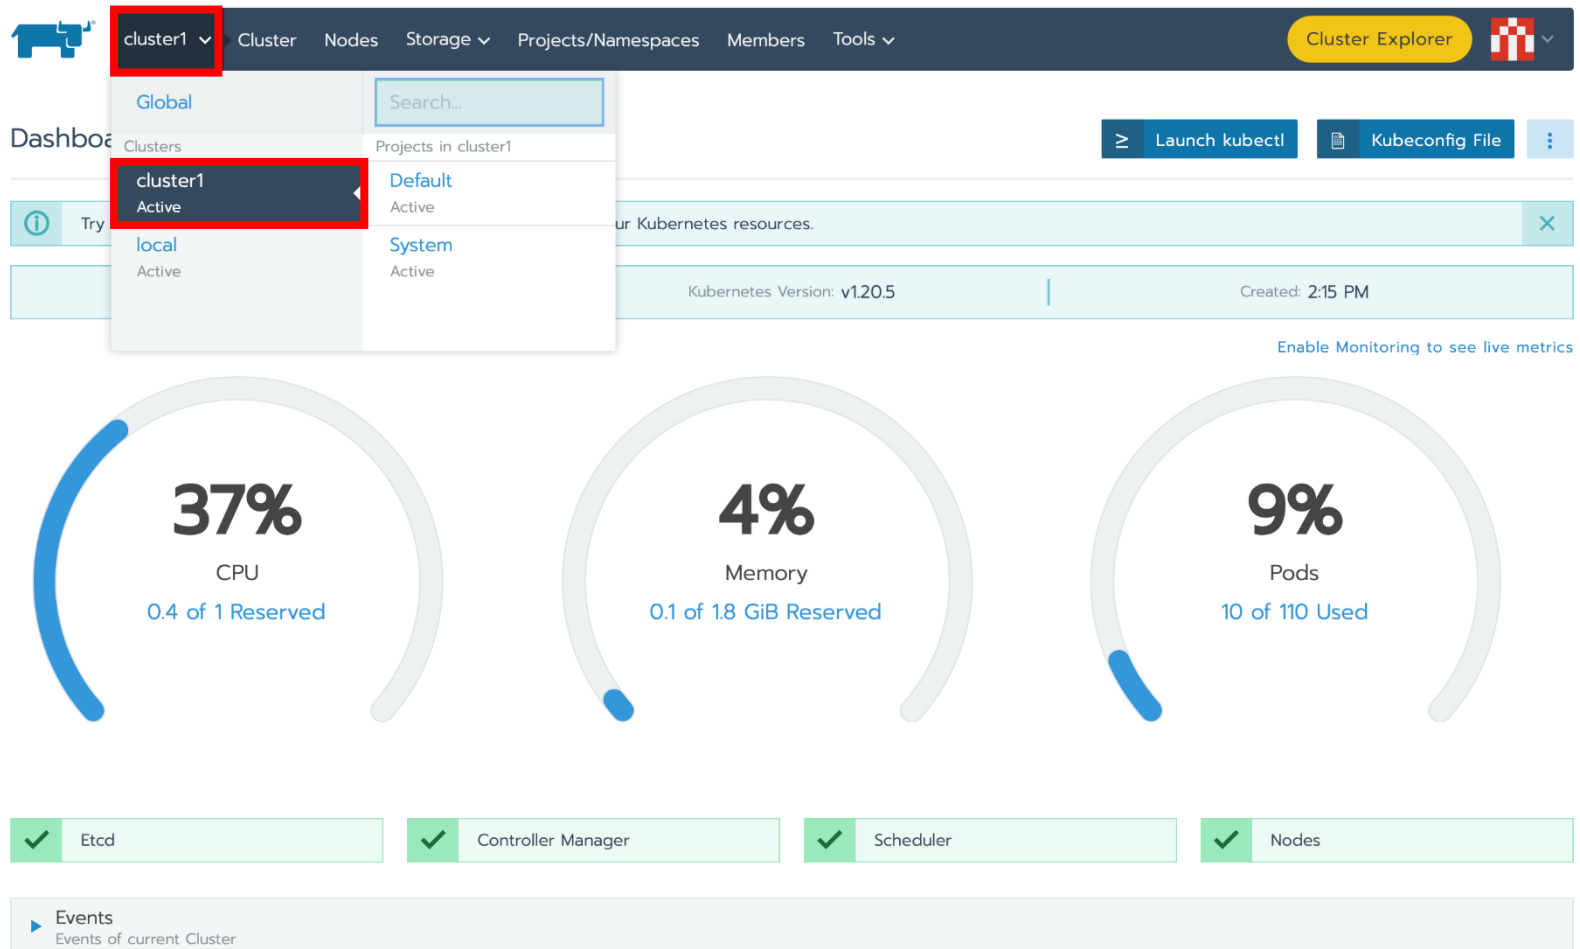 cluster1 Cluster Nodes Storage Projects/Namespaces Members Tools Cluster Explorer
Global Search...
Dashboa Launch kubectl Kubeconfig File
Clusters Projects in cluster1
cluster1 Default
Active Active
Try ur Kubernetes resources.
local System
Active Active
Kubernetes Version: v1.20.5 Created: 2:15 PM
Enable Monitoring to see live metrics
37% 4% 9%
CPU Memory Pods
0.4 of 1 Reserved 0.1 of 1.8 GiB Reserved 10 of 110 Used
Etcd Controller Manager Scheduler Nodes
Events
Events of current Cluster